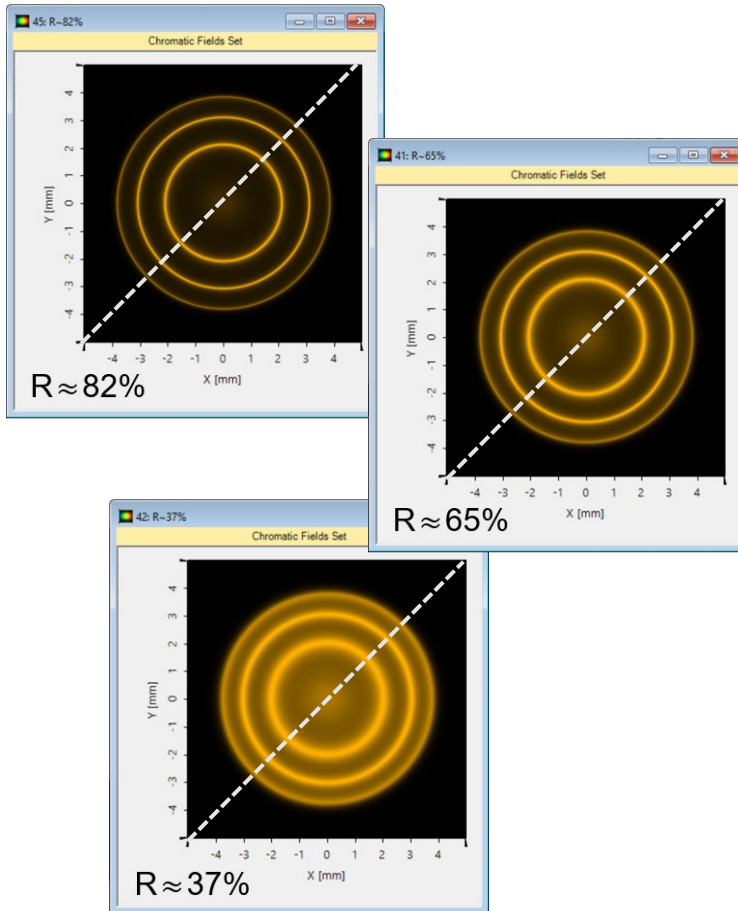 45: R~82%
Chromatic Fields Set
Y [mm]
4
3
2
1
0
-1
-2
-3
-4
-4 -3 -2 -1 0 1 2 3 4
X [mm]
R≈82%
41: R~65%
Chromatic Fields Set
Y [mm]
4
3
2
1
0
-1
-2
-3
-4
-4 -3 -2 -1 0 1 2 3 4
X [mm]
R≈65%
42: R~37%
Chromatic Fields Set
Y [mm]
4
3
2
1
0
-1
-2
-3
-4
-4 -3 -2 -1 0 1 2 3 4
X [mm]
R≈37%